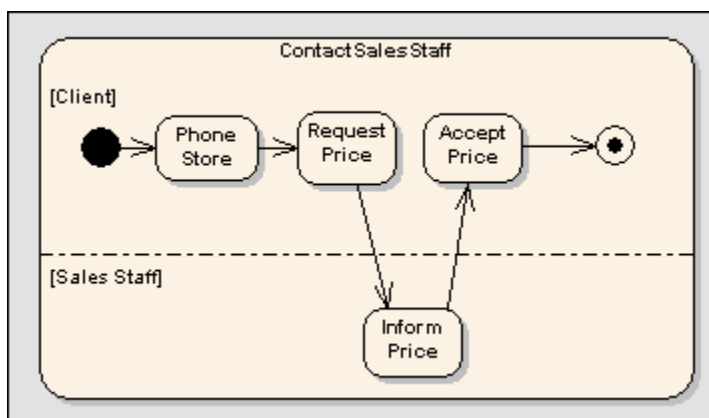 ContactSalesStaff
[Client]
Phone
Store
Request
Price
Accept
Price
[Sales Staff]
Inform
Price